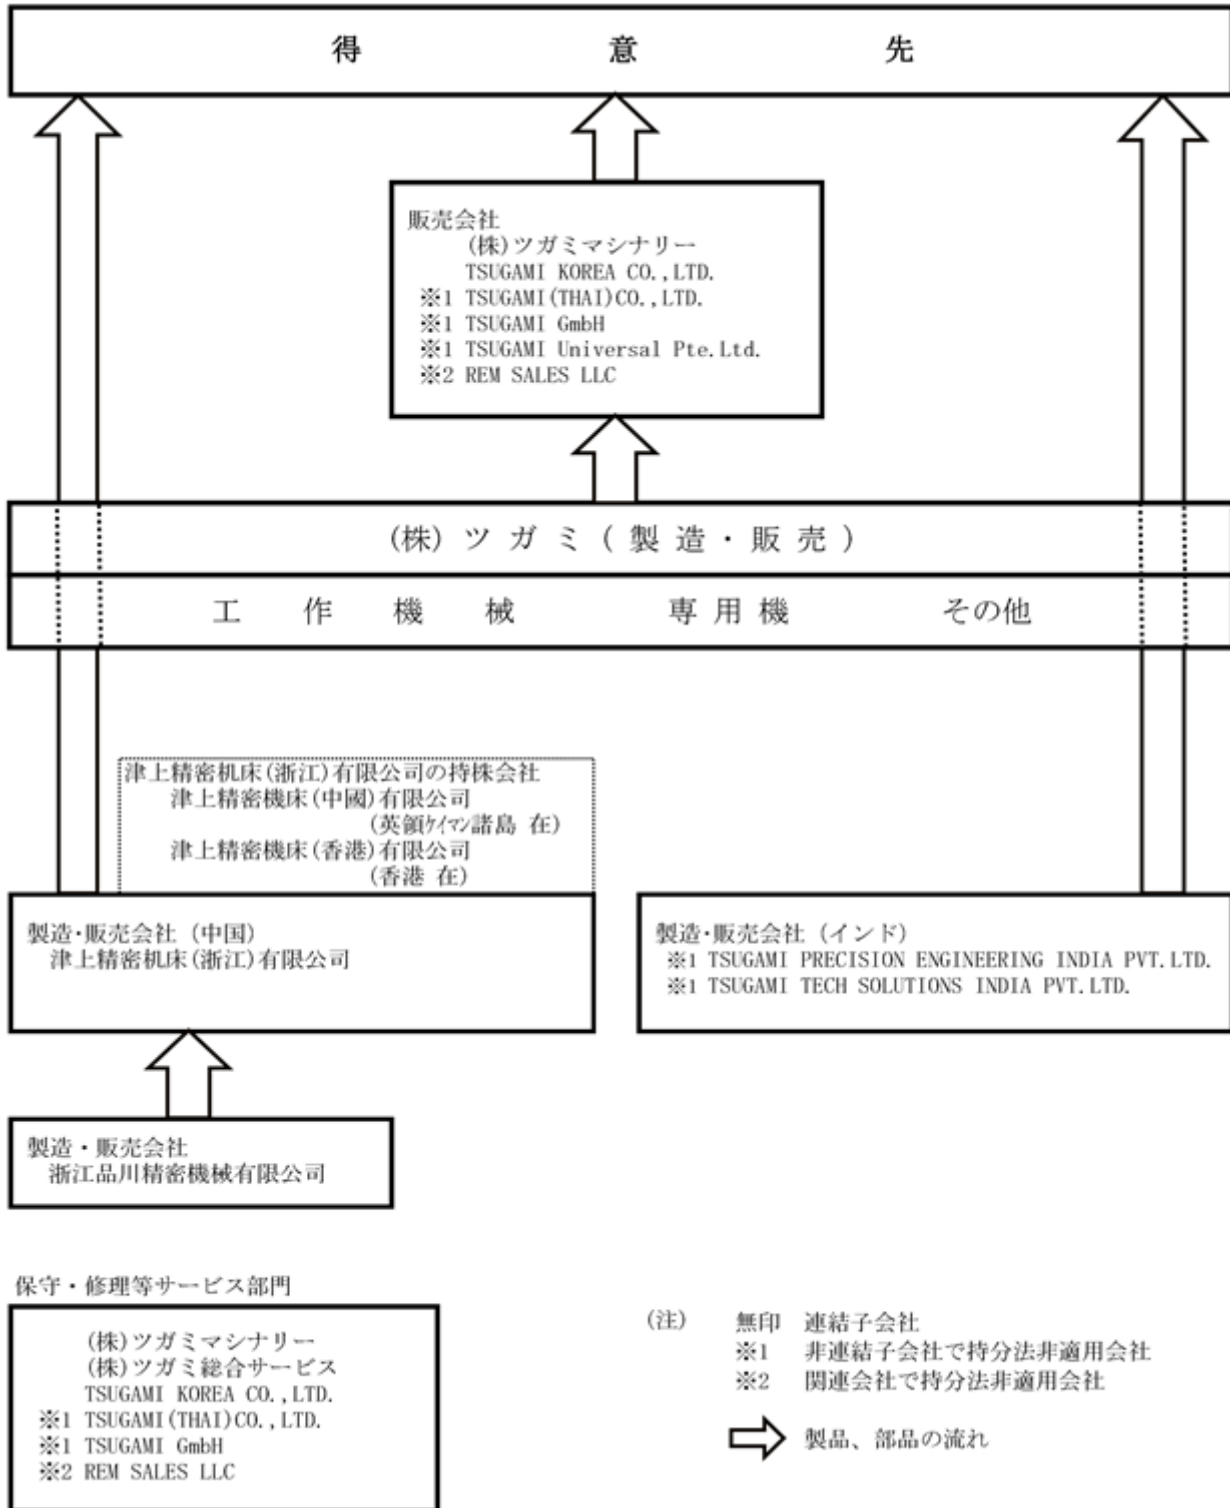 得意先
販売会社
(株)ツガミマシナリー
TSUGAMI KOREA CO.,LTD.
※1 TSUGAMI(THAI)CO.,LTD.
※1 TSUGAMI GmbH
※1 TSUGAMI Universal Pte.Ltd.
※2 REM SALES LLC
(株)ツガミ(製造・販売)
工作機械 専用機 その他
津上精密机床(浙江)有限公司の持株会社
津上精密機床(中國)有限公司
(英領ケイマン諸島 在)
津上精密機床(香港)有限公司
(香港 在)
製造・販売会社 (中国)
津上精密机床(浙江)有限公司
製造・販売会社 (インド)
※1 TSUGAMI PRECISION ENGINEERING INDIA PVT.LTD.
※1 TSUGAMI TECH SOLUTIONS INDIA PVT.LTD.
製造・販売会社
浙江品川精密機械有限公司
保守・修理等サービス部門
(株)ツガミマシナリー
(株)ツガミ総合サービス
TSUGAMI KOREA CO.,LTD.
※1 TSUGAMI(THAI)CO.,LTD.
※1 TSUGAMI GmbH
※2 REM SALES LLC
(注) 無印 連結子会社
※1 非連結子会社で持分法非適用会社
※2 関連会社で持分法非適用会社
製品、部品の流れ